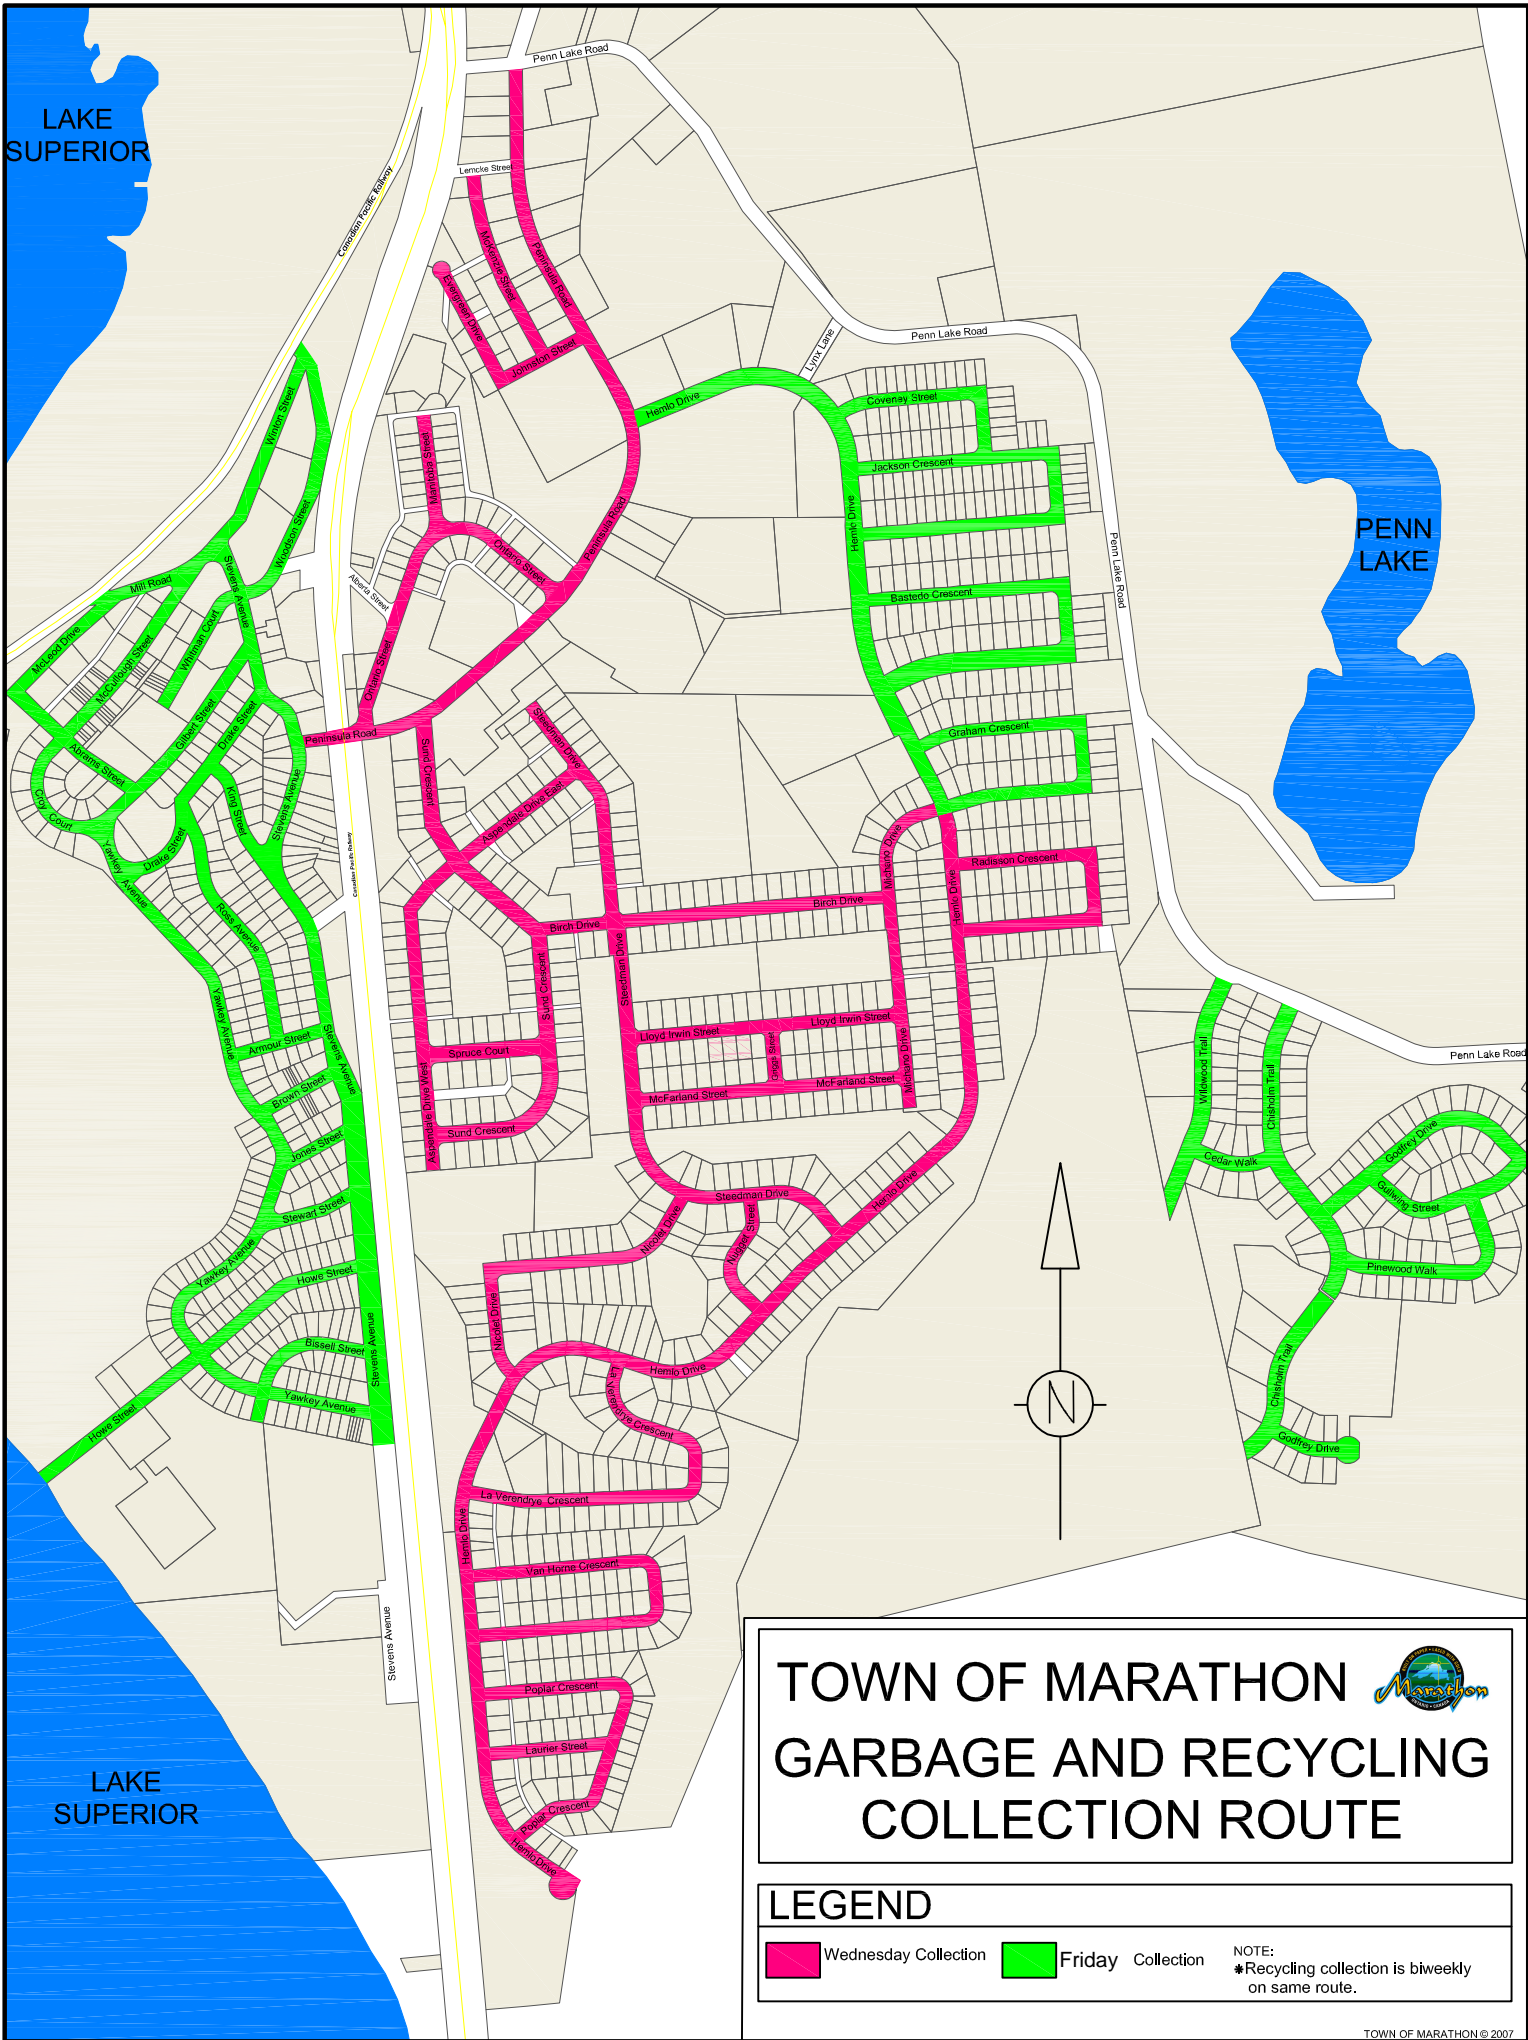 Penn Lake Road
LAKE
SUPERIOR
Canadian Pacific Railway
Lemcke Street
McKenzie Street
Peninsula Road
Evergreen Drive
Johnston Street
Lynx Lane
Penn Lake Road
Winton Street
Hemlo Drive
Coveney Street
Manitoba Street
Jackson Crescent
Woodson Street
Hemlo Drive
Peninsula Road
Ontario Street
PENN
LAKE
Stevens Avenue
Mill Road
Alberta Street
Bastedo Crescent
Penn Lake Road
McLeod Drive
McCullough Street
Whitman Court
Ontario Street
Gilbert Street
Drake Street
Peninsula Road
Steedman Drive
Graham Crescent
Abrams Street
Sund Crescent
Croy Court
King Street
Stevens Avenue
Aspendale Drive East
Drake Street
Yawkey Avenue
Canadian Pacific Railway
Michano Drive
Radisson Crescent
Hemlo Drive
Birch Drive
Birch Drive
Ross Avenue
Steedman Drive
Sund Crescent
Yawkey Avenue
Lloyd Irwin Street
Lloyd Irwin Street
Armour Street
Stevens Avenue
Spruce Court
Michano Drive
Penn Lake Road
Wildwood Trail
Chisholm Trail
McFarland Street
McFarland Street
Brown Street
Aspendale Drive West
Sund Crescent
Jones Street
Godfrey Drive
Cedar Walk
Gullwing Street
Steedman Drive
Hemlo Drive
Stewart Street
Nicolet Drive
Nugget Street
Yawkey Avenue
Howe Street
Pinewood Walk
Nicolet Drive
Bissell Street
Stevens Avenue
Hemlo Drive
La Verendrye Crescent
Chisholm Trail
Yawkey Avenue
Howe Street
N
Godfrey Drive
La Verendrye Crescent
Hemlo Drive
Van Horne Crescent
Stevens Avenue
Poplar Crescent
Laurier Street
Poplar Crescent
Hemlo Drive
LAKE
SUPERIOR
TOWN OF MARATHON
Marathon
GARBAGE AND RECYCLING
COLLECTION ROUTE
LEGEND
Wednesday Collection
Friday Collection
NOTE:
*Recycling collection is biweekly
on same route.
TOWN OF MARATHON © 2007